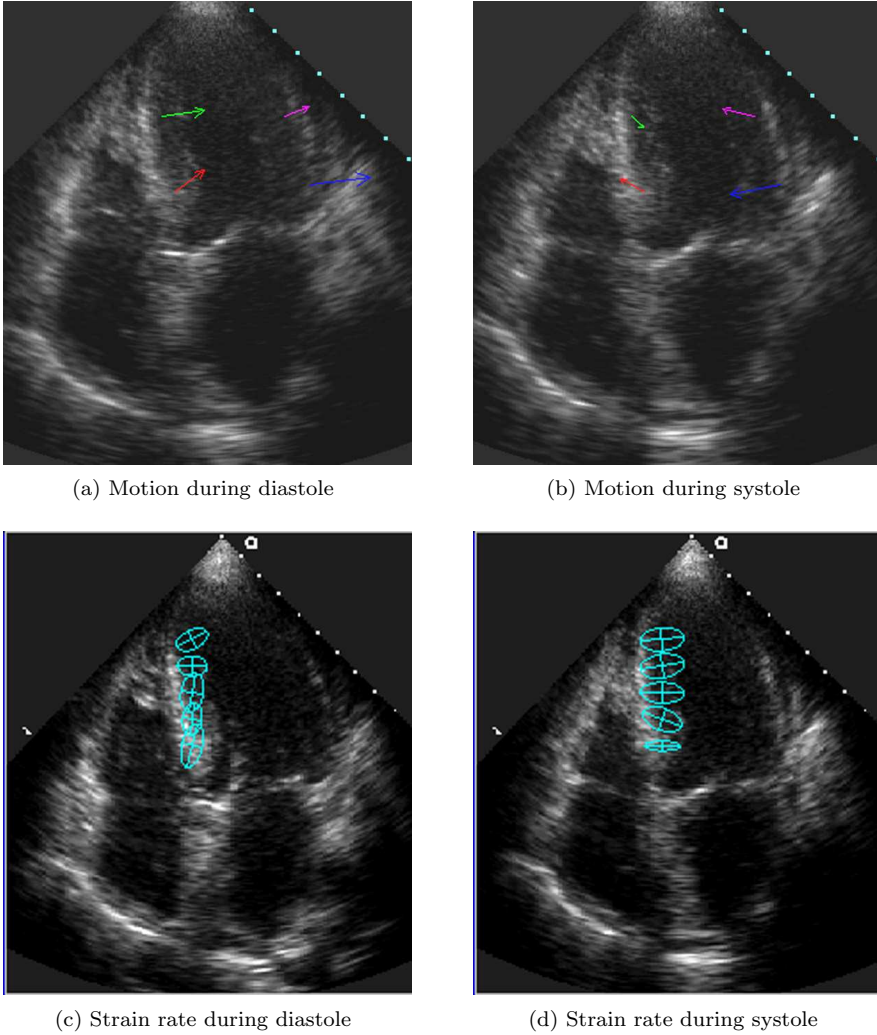 (a) Motion during diastole
(b) Motion during systole
(c) Strain rate during diastole
(d) Strain rate during systole